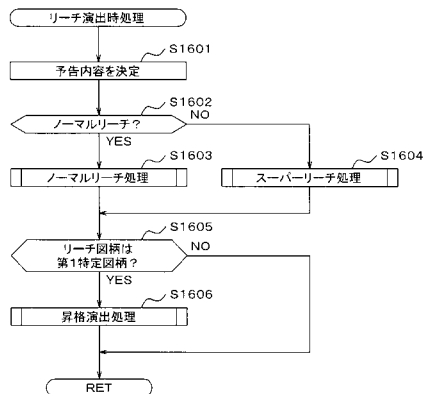 リーチ演出時処理
S1601
予告内容を決定
S1602
ノーマルリーチ?
NO
YES
S1603
ノーマルリーチ処理
S1604
スーパーリーチ処理
S1605
リーチ図柄は
第1特定図柄?
NO
YES
S1606
昇格演出処理
RET